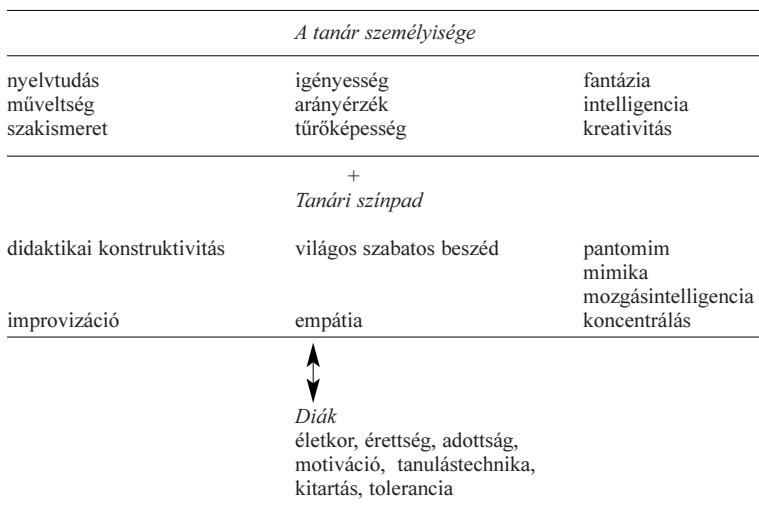 A tanár személyisége
nyelvtudás igényesség fantázia
műveltség arányérzék intelligencia
szakismeret tűrőképesség kreativitás
+
Tanári színpad
didaktikai konstruktivitás világos szabatos beszéd pantomim
mimika
mozgásintelligencia
improvizáció empátia koncentrálás
Diák
életkor, érettség, adottság,
motiváció, tanulástechnika,
kitartás, tolerancia